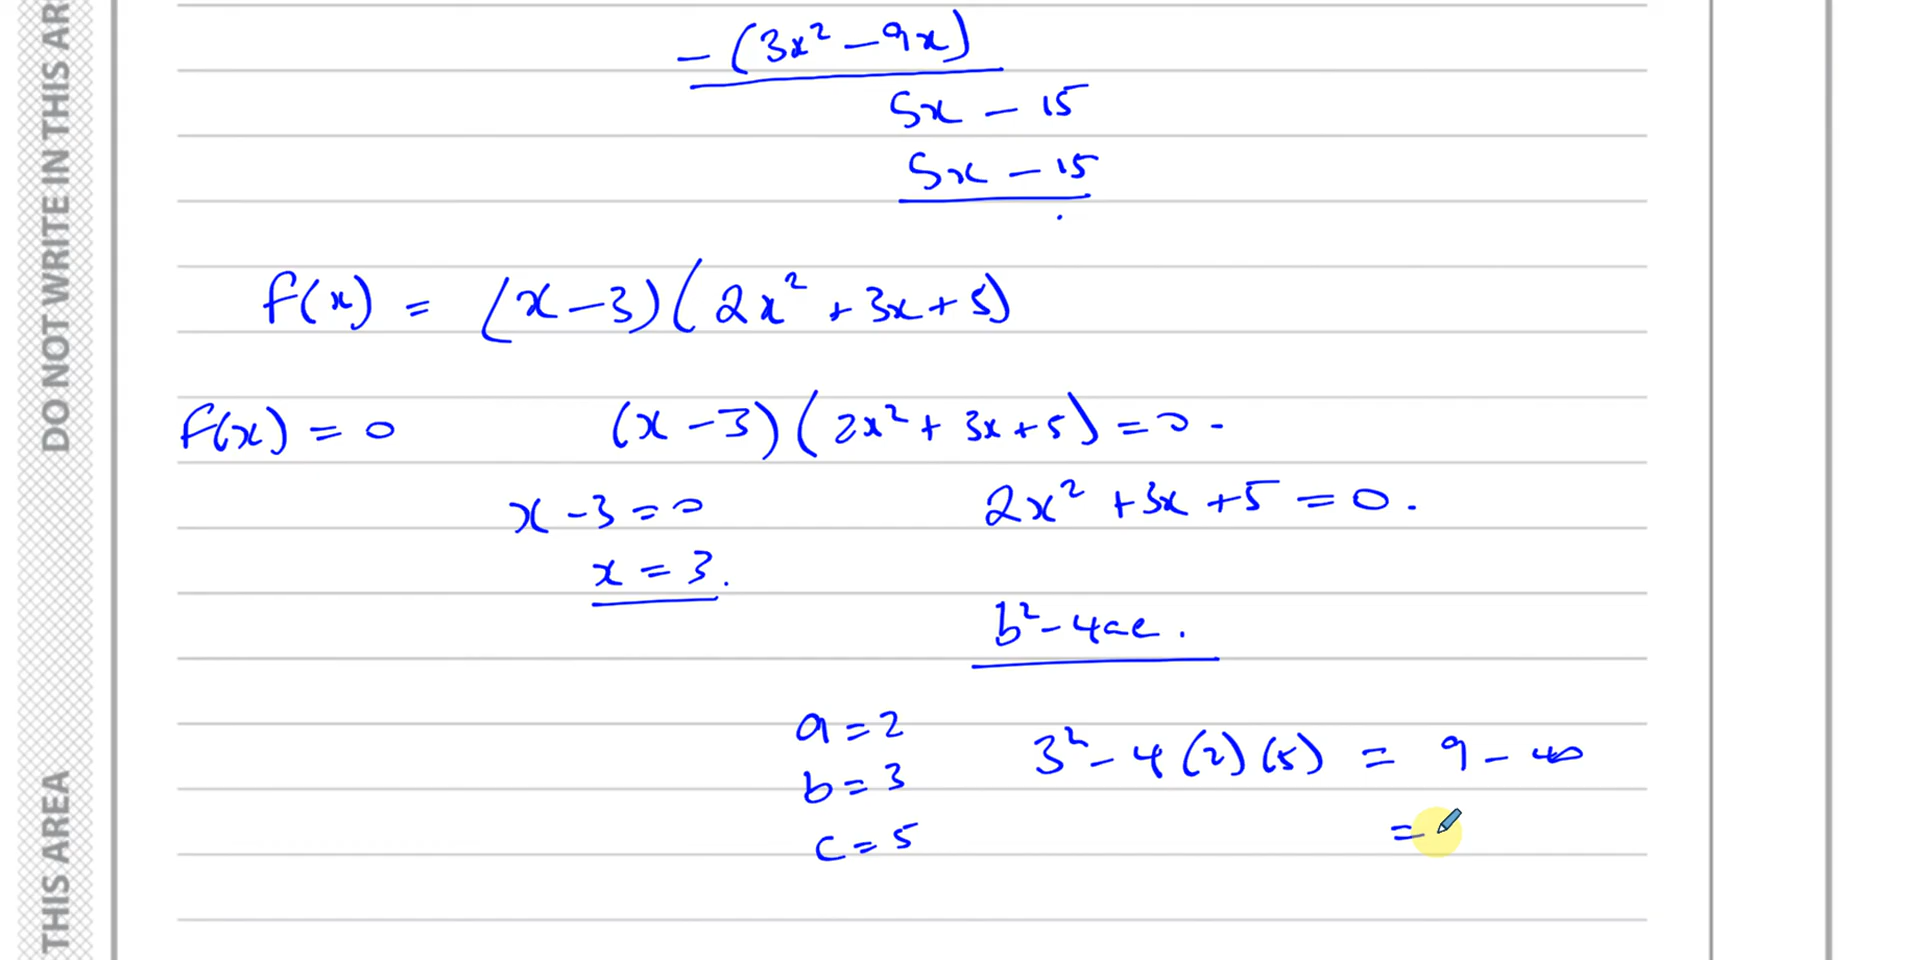 DO NOT WRITE IN THIS AR
THIS AREA
- (3x² - 9x)
5x - 15
5x - 15
f(x) = (x - 3)(2x² + 3x + 5)
f(x) = 0 (x - 3)(2x² + 3x + 5) = 0.
x - 3 = 0 2x² + 3x + 5 = 0.
x = 3.
b² - 4ac.
a = 2
b = 3
c = 5
3² - 4(2)(5) = 9 - 40
=